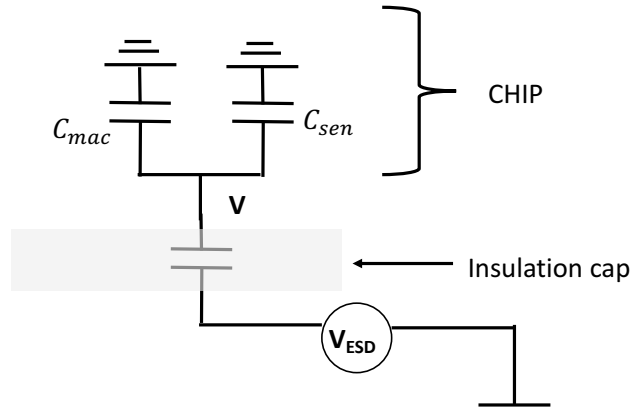 CHIP
C_mac
C_sen
V
Insulation cap
V_ESD